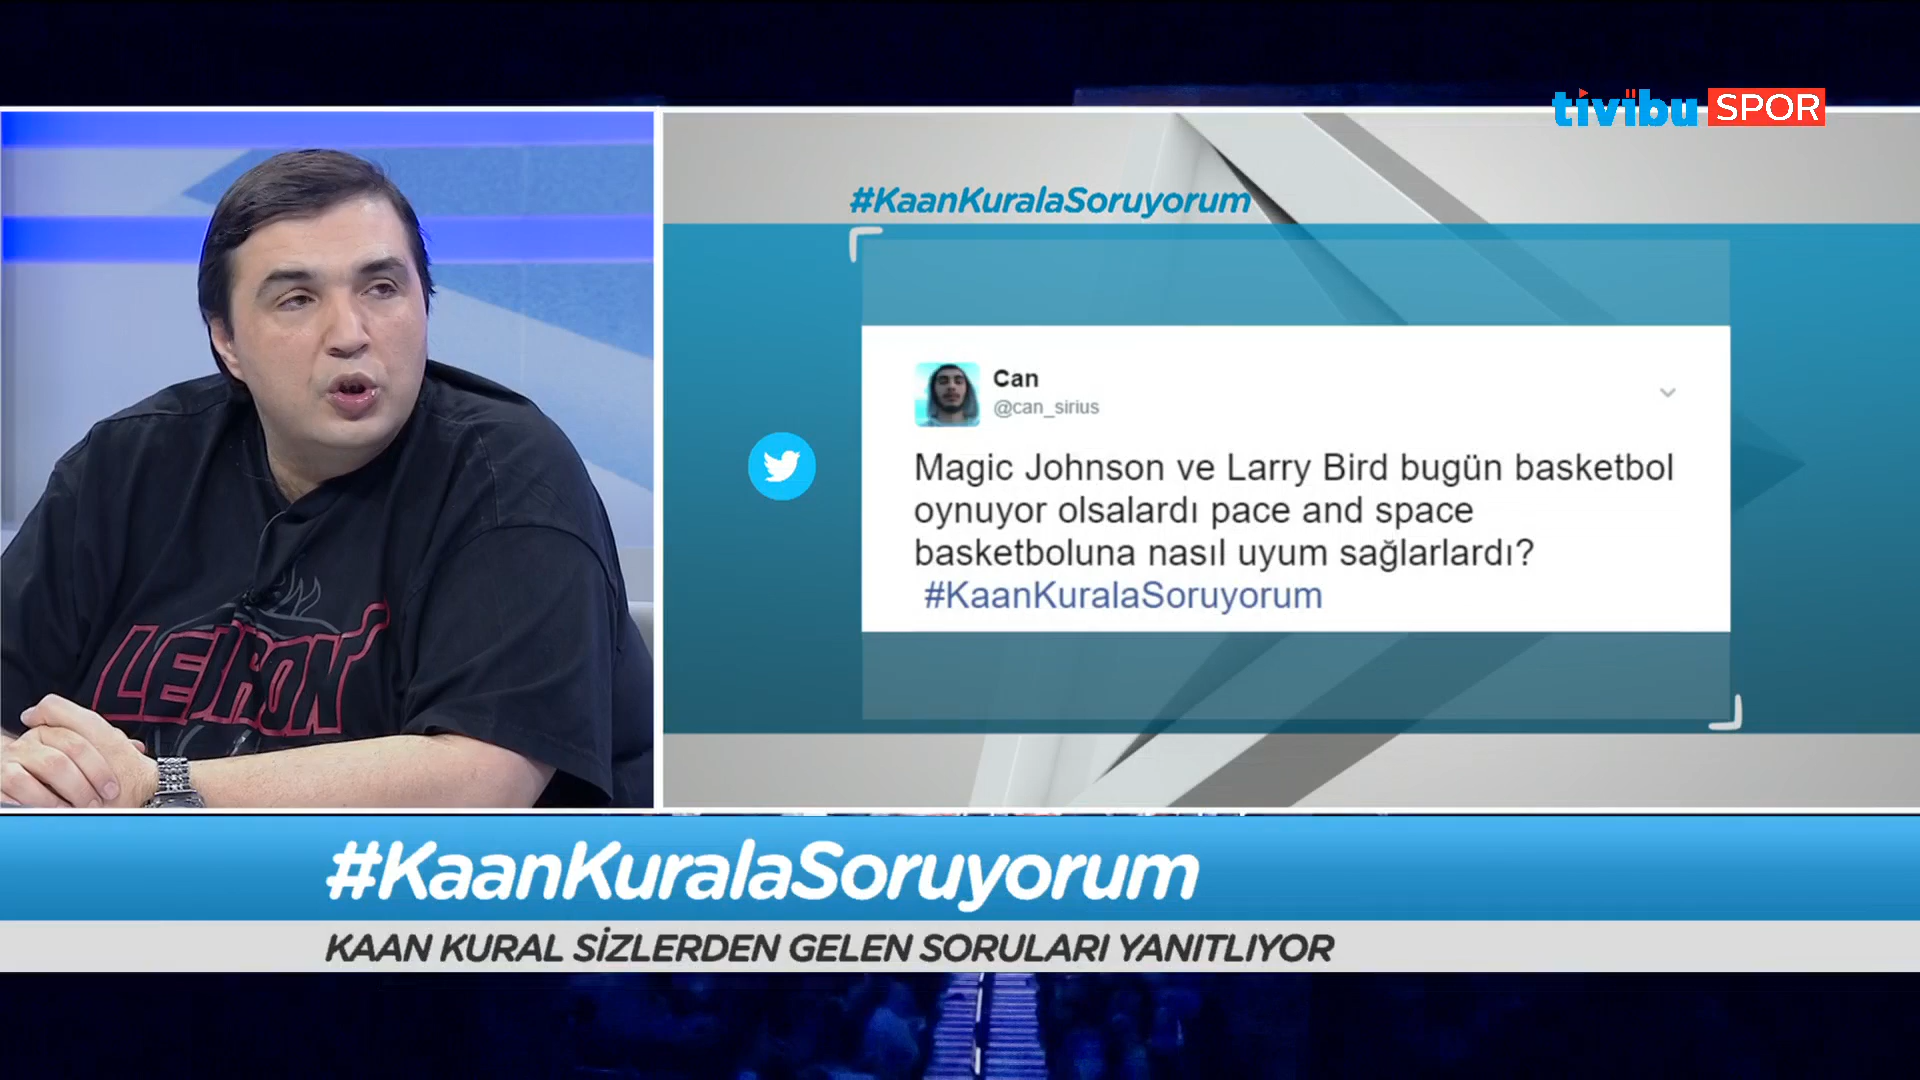 tivibu SPOR
#KaanKuralaSoruyorum
Can
@can_sirius
Magic Johnson ve Larry Bird bugün basketbol
oynuyor olsalardı pace and space
basketboluna nasıl uyum sağlarlardı?
#KaanKuralaSoruyorum
LEBRON
#KaanKuralaSoruyorum
KAAN KURAL SİZLERDEN GELEN SORULARI YANITLIYOR